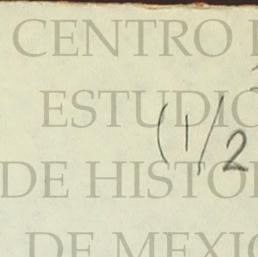 CENTRO
ESTUDIO
(1/2
DE HISTO
DE MEXIC